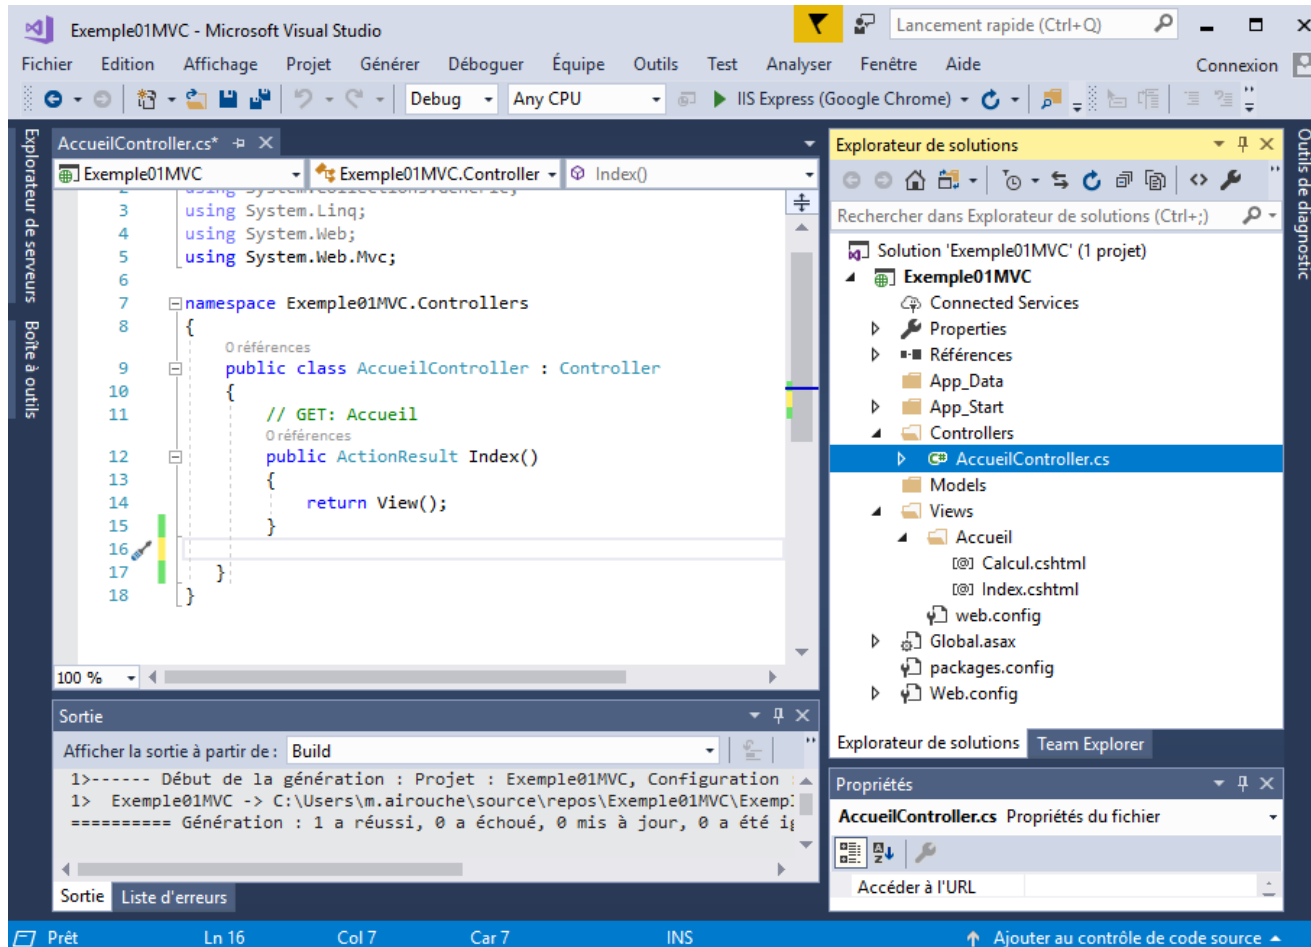 Exemple01MVC - Microsoft Visual Studio
Lancement rapide (Ctrl+Q)
Fichier Edition Affichage Projet Générer Déboguer Équipe Outils Test Analyser Fenêtre Aide
Connexion
Debug Any CPU IIS Express (Google Chrome)
Explorateur de serveurs
Boîte à outils
AccueilController.cs*
Exemple01MVC Exemple01MVC.Controller Index()
2 using System.Collections.Generic;
3 using System.Linq;
4 using System.Web;
5 using System.Web.Mvc;
6
7 namespace Exemple01MVC.Controllers
8 {
0 références
9 public class AccueilController : Controller
10 {
11 // GET: Accueil
0 références
12 public ActionResult Index()
13 {
14 return View();
15 }
16
17 }
18 }
100 %
Sortie
Afficher la sortie à partir de : Build
1>------ Début de la génération : Projet : Exemple01MVC, Configuration
1> Exemple01MVC -> C:\Users\m.airouche\source\repos\Exemple01MVC\Exempl
========== Génération : 1 a réussi, 0 a échoué, 0 mis à jour, 0 a été ig
Sortie Liste d'erreurs
Explorateur de solutions
Rechercher dans Explorateur de solutions (Ctrl+;)
Solution 'Exemple01MVC' (1 projet)
Exemple01MVC
Connected Services
Properties
Références
App_Data
App_Start
Controllers
C# AccueilController.cs
Models
Views
Accueil
[@] Calcul.cshtml
[@] Index.cshtml
web.config
Global.asax
packages.config
Web.config
Explorateur de solutions Team Explorer
Propriétés
AccueilController.cs Propriétés du fichier
Accéder à l'URL
Outils de diagnostic
Prêt Ln 16 Col 7 Car 7 INS Ajouter au contrôle de code source